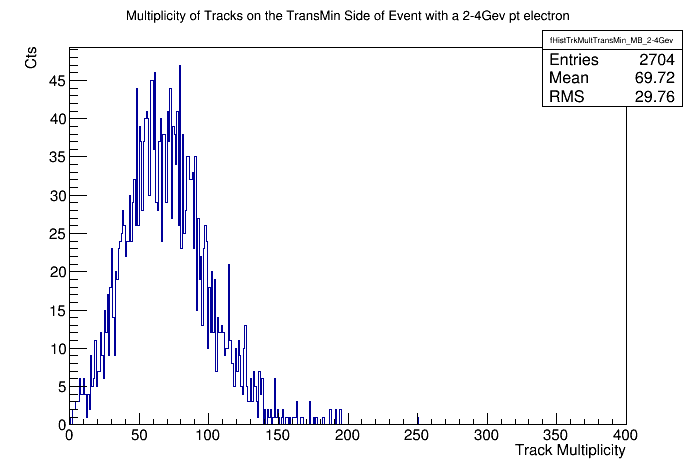 Multiplicity of Tracks on the TransMin Side of Event with a 2-4Gev pt electron
fHistTrkMultTransMin_MB_2-4Gev
Entries 2704
Mean 69.72
RMS 29.76
Cts
45
40
35
30
25
20
15
10
5
0
0 50 100 150 200 250 300 350 400
Track Multiplicity